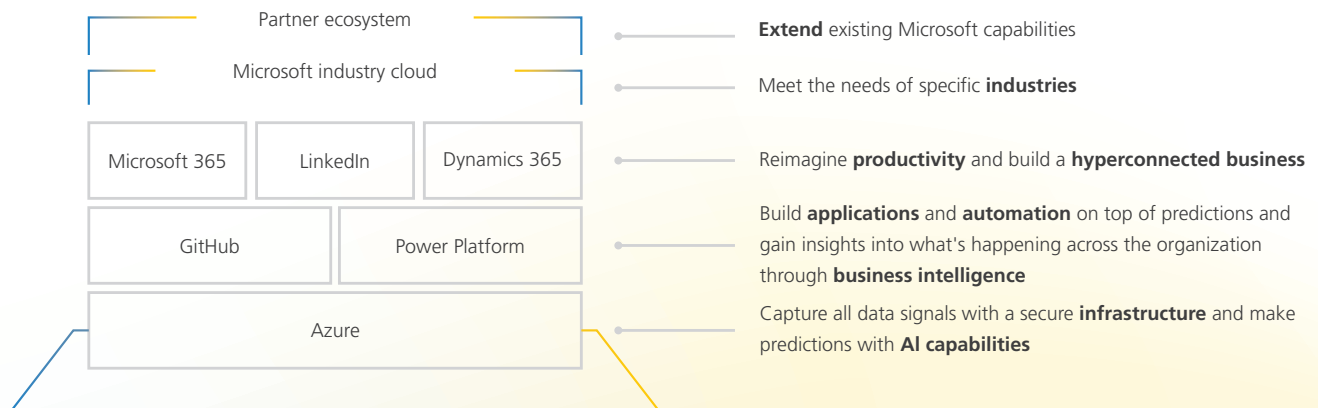 Partner ecosystem
Extend existing Microsoft capabilities
Microsoft industry cloud
Meet the needs of specific industries
Microsoft 365
LinkedIn
Dynamics 365
Reimagine productivity and build a hyperconnected business
GitHub
Power Platform
Build applications and automation on top of predictions and
gain insights into what's happening across the organization
through business intelligence
Azure
Capture all data signals with a secure infrastructure and make
predictions with AI capabilities